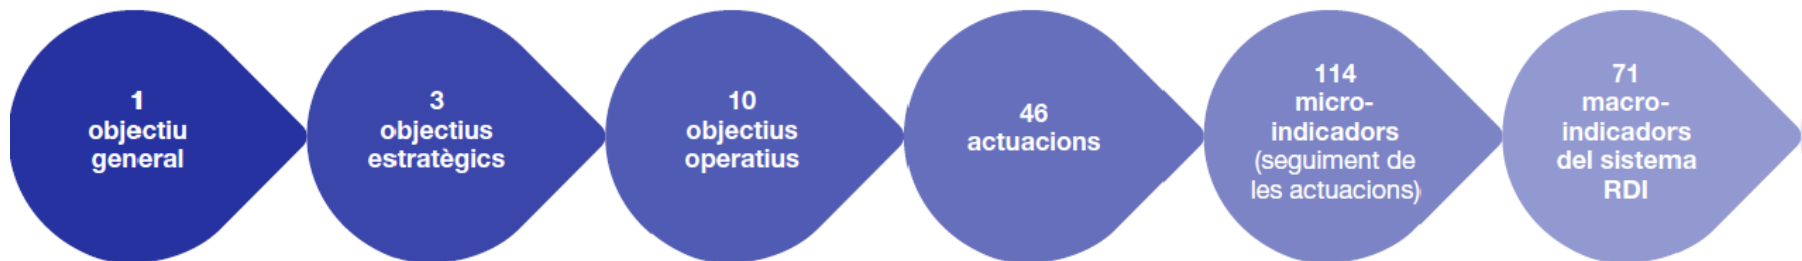 1
objectiu
general
3
objectius
estratègics
10
objectius
operatius
46
actuacions
114
micro-
indicadors
(seguiment de
les actuacions)
71
macro-
indicadors
del sistema
RDI